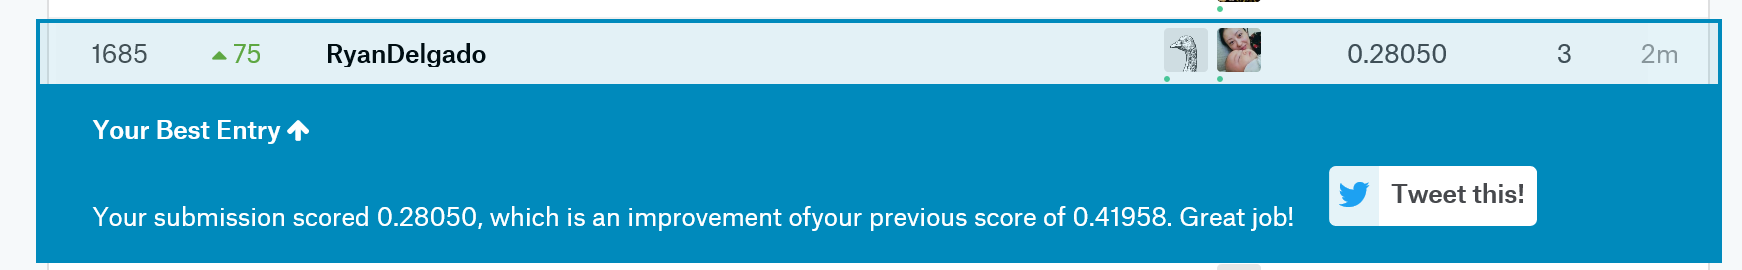 1685 75 RyanDelgado 0.28050 3 2m
Your Best Entry
Your submission scored 0.28050, which is an improvement ofyour previous score of 0.41958. Great job!
Tweet this!